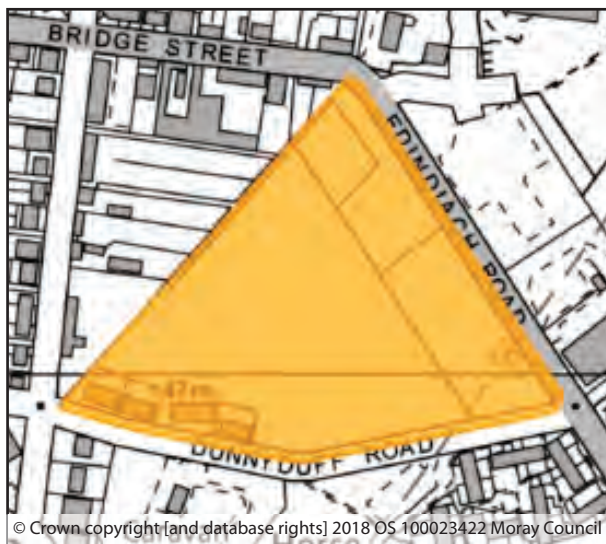 BRIDGE STREET
EDINDIACH ROAD
DUNNYDUFF ROAD
© Crown copyright [and database rights] 2018 OS 100023422 Moray Council